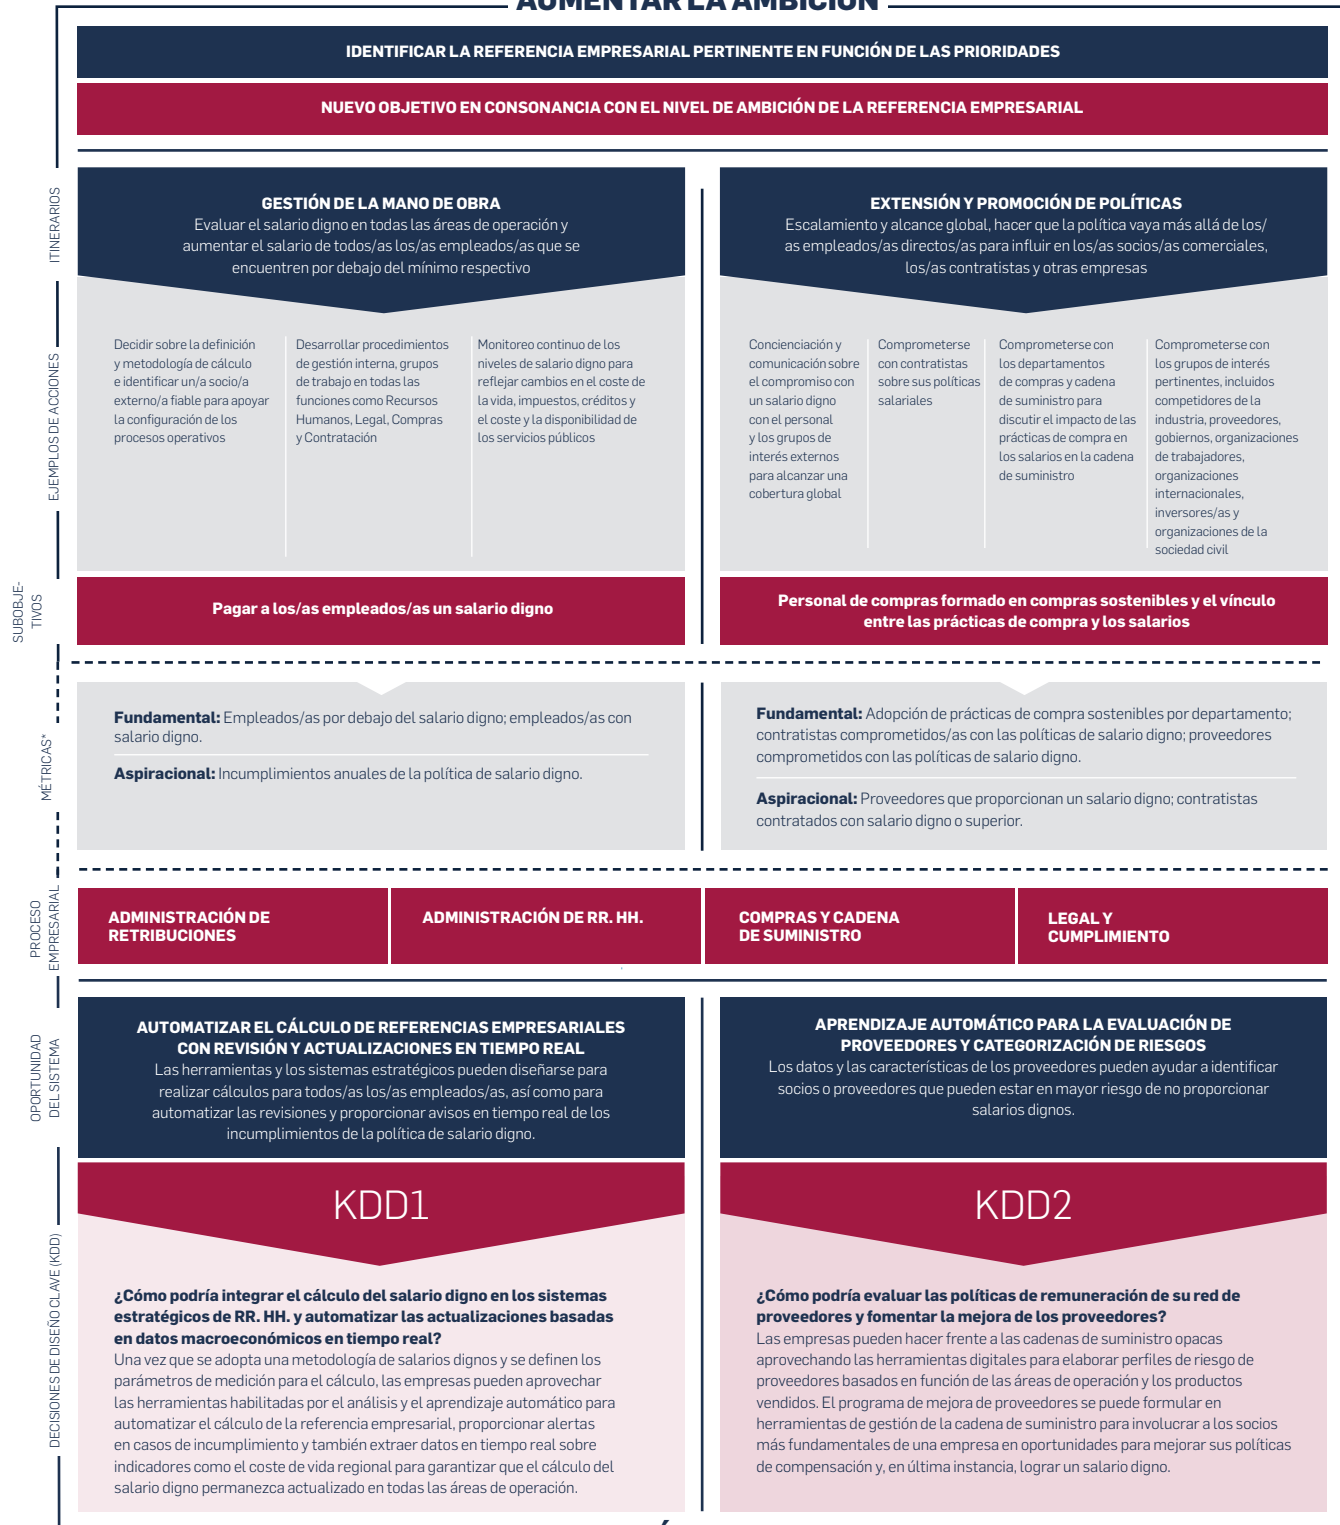 AUMENTAR LA AMBICIÓN
IDENTIFICAR LA REFERENCIA EMPRESARIAL PERTINENTE EN FUNCIÓN DE LAS PRIORIDADES
NUEVO OBJETIVO EN CONSONANCIA CON EL NIVEL DE AMBICIÓN DE LA REFERENCIA EMPRESARIAL
ITINERARIOS
GESTIÓN DE LA MANO DE OBRA
Evaluar el salario digno en todas las áreas de operación y
aumentar el salario de todos/as los/as empleados/as que se
encuentren por debajo del mínimo respectivo
EXTENSIÓN Y PROMOCIÓN DE POLÍTICAS
Escalamiento y alcance global, hacer que la política vaya más allá de los/
as empleados/as directos/as para influir en los/as socios/as comerciales,
los/as contratistas y otras empresas
EJEMPLOS DE ACCIONES
Decidir sobre la definición
y metodología de cálculo
e identificar un/a socio/a
externo/a fiable para apoyar
la configuración de los
procesos operativos
Desarrollar procedimientos
de gestión interna, grupos
de trabajo en todas las
funciones como Recursos
Humanos, Legal, Compras
y Contratación
Monitoreo continuo de los
niveles de salario digno para
reflejar cambios en el coste de
la vida, impuestos, créditos y
el coste y la disponibilidad de
los servicios públicos
Concienciación y
comunicación sobre
el compromiso con
un salario digno
con el personal
y los grupos de
interés externos
para alcanzar una
cobertura global
Comprometerse
con contratistas
sobre sus políticas
salariales
Comprometerse con
los departamentos
de compras y cadena
de suministro para
discutir el impacto de las
prácticas de compra en
los salarios en la cadena
de suministro
Comprometerse con
los grupos de interés
pertinentes, incluidos
competidores de la
industria, proveedores,
gobiernos, organizaciones
de trabajadores,
organizaciones
internacionales,
inversores/as y
organizaciones de la
sociedad civil
SUBOBJE-
TIVOS
Pagar a los/as empleados/as un salario digno
Personal de compras formado en compras sostenibles y el vínculo
entre las prácticas de compra y los salarios
MÉTRICAS*
Fundamental: Empleados/as por debajo del salario digno; empleados/as con
salario digno.
Aspiracional: Incumplimientos anuales de la política de salario digno.
Fundamental: Adopción de prácticas de compra sostenibles por departamento;
contratistas comprometidos/as con las políticas de salario digno; proveedores
comprometidos con las políticas de salario digno.
Aspiracional: Proveedores que proporcionan un salario digno; contratistas
contratados con salario digno o superior.
PROCESO
EMPRESARIAL
ADMINISTRACIÓN DE
RETRIBUCIONES
ADMINISTRACIÓN DE RR. HH.
COMPRAS Y CADENA
DE SUMINISTRO
LEGAL Y
CUMPLIMIENTO
OPORTUNIDAD
DEL SISTEMA
AUTOMATIZAR EL CÁLCULO DE REFERENCIAS EMPRESARIALES
CON REVISIÓN Y ACTUALIZACIONES EN TIEMPO REAL
Las herramientas y los sistemas estratégicos pueden diseñarse para
realizar cálculos para todos/as los/as empleados/as, así como para
automatizar las revisiones y proporcionar avisos en tiempo real de los
incumplimientos de la política de salario digno.
APRENDIZAJE AUTOMÁTICO PARA LA EVALUACIÓN DE
PROVEEDORES Y CATEGORIZACIÓN DE RIESGOS
Los datos y las características de los proveedores pueden ayudar a identificar
socios o proveedores que pueden estar en mayor riesgo de no proporcionar
salarios dignos.
DECISIONES DE DISEÑO CLAVE (KDD)
KDD1
¿Cómo podría integrar el cálculo del salario digno en los sistemas
estratégicos de RR. HH. y automatizar las actualizaciones basadas
en datos macroeconómicos en tiempo real?
Una vez que se adopta una metodología de salarios dignos y se definen los
parámetros de medición para el cálculo, las empresas pueden aprovechar
las herramientas habilitadas por el análisis y el aprendizaje automático para
automatizar el cálculo de la referencia empresarial, proporcionar alertas
en casos de incumplimiento y también extraer datos en tiempo real sobre
indicadores como el coste de vida regional para garantizar que el cálculo del
salario digno permanezca actualizado en todas las áreas de operación.
KDD2
¿Cómo podría evaluar las políticas de remuneración de su red de
proveedores y fomentar la mejora de los proveedores?
Las empresas pueden hacer frente a las cadenas de suministro opacas
aprovechando las herramientas digitales para elaborar perfiles de riesgo de
proveedores basados en función de las áreas de operación y los productos
vendidos. El programa de mejora de proveedores se puede formular en
herramientas de gestión de la cadena de suministro para involucrar a los socios
más fundamentales de una empresa en oportunidades para mejorar sus políticas
de compensación y, en última instancia, lograr un salario digno.